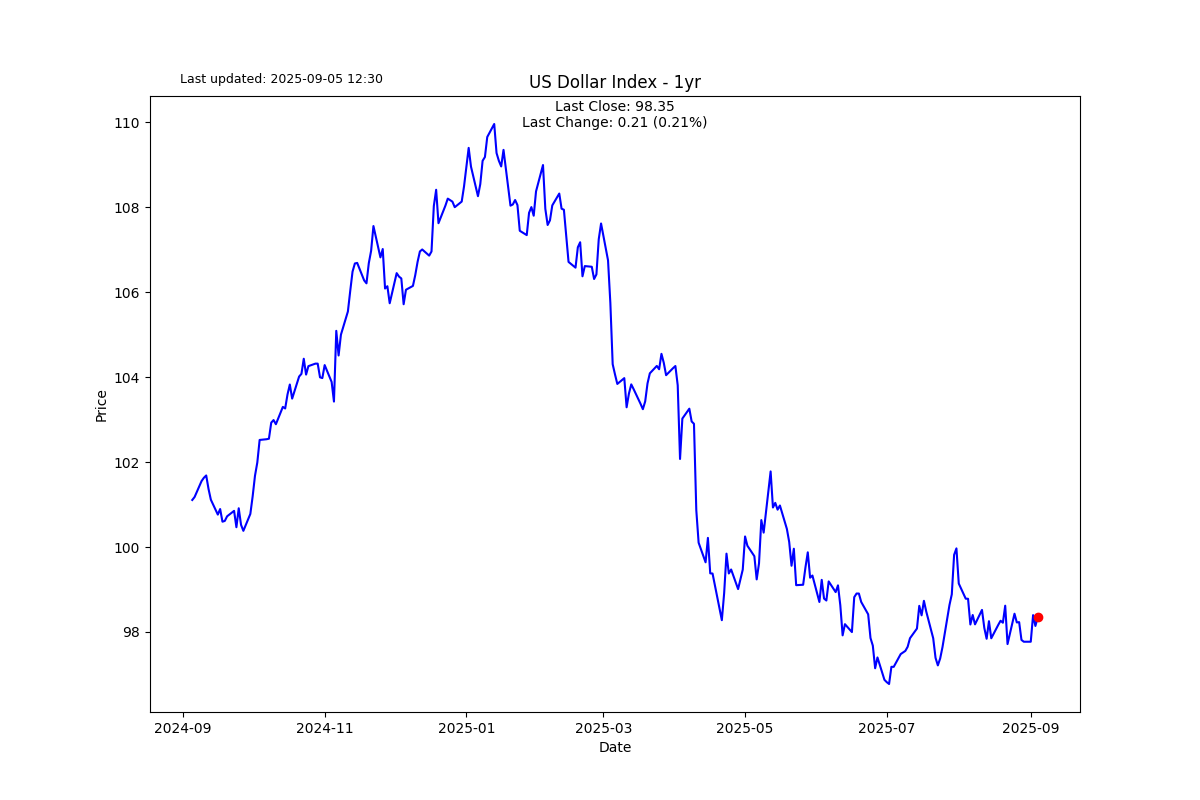 Last updated: 2025-09-05 12:30
US Dollar Index - 1yr
Last Close: 98.35
Last Change: 0.21 (0.21%)
Price
110
108
106
104
102
100
98
2024-09
2024-11
2025-01
2025-03
2025-05
2025-07
2025-09
Date